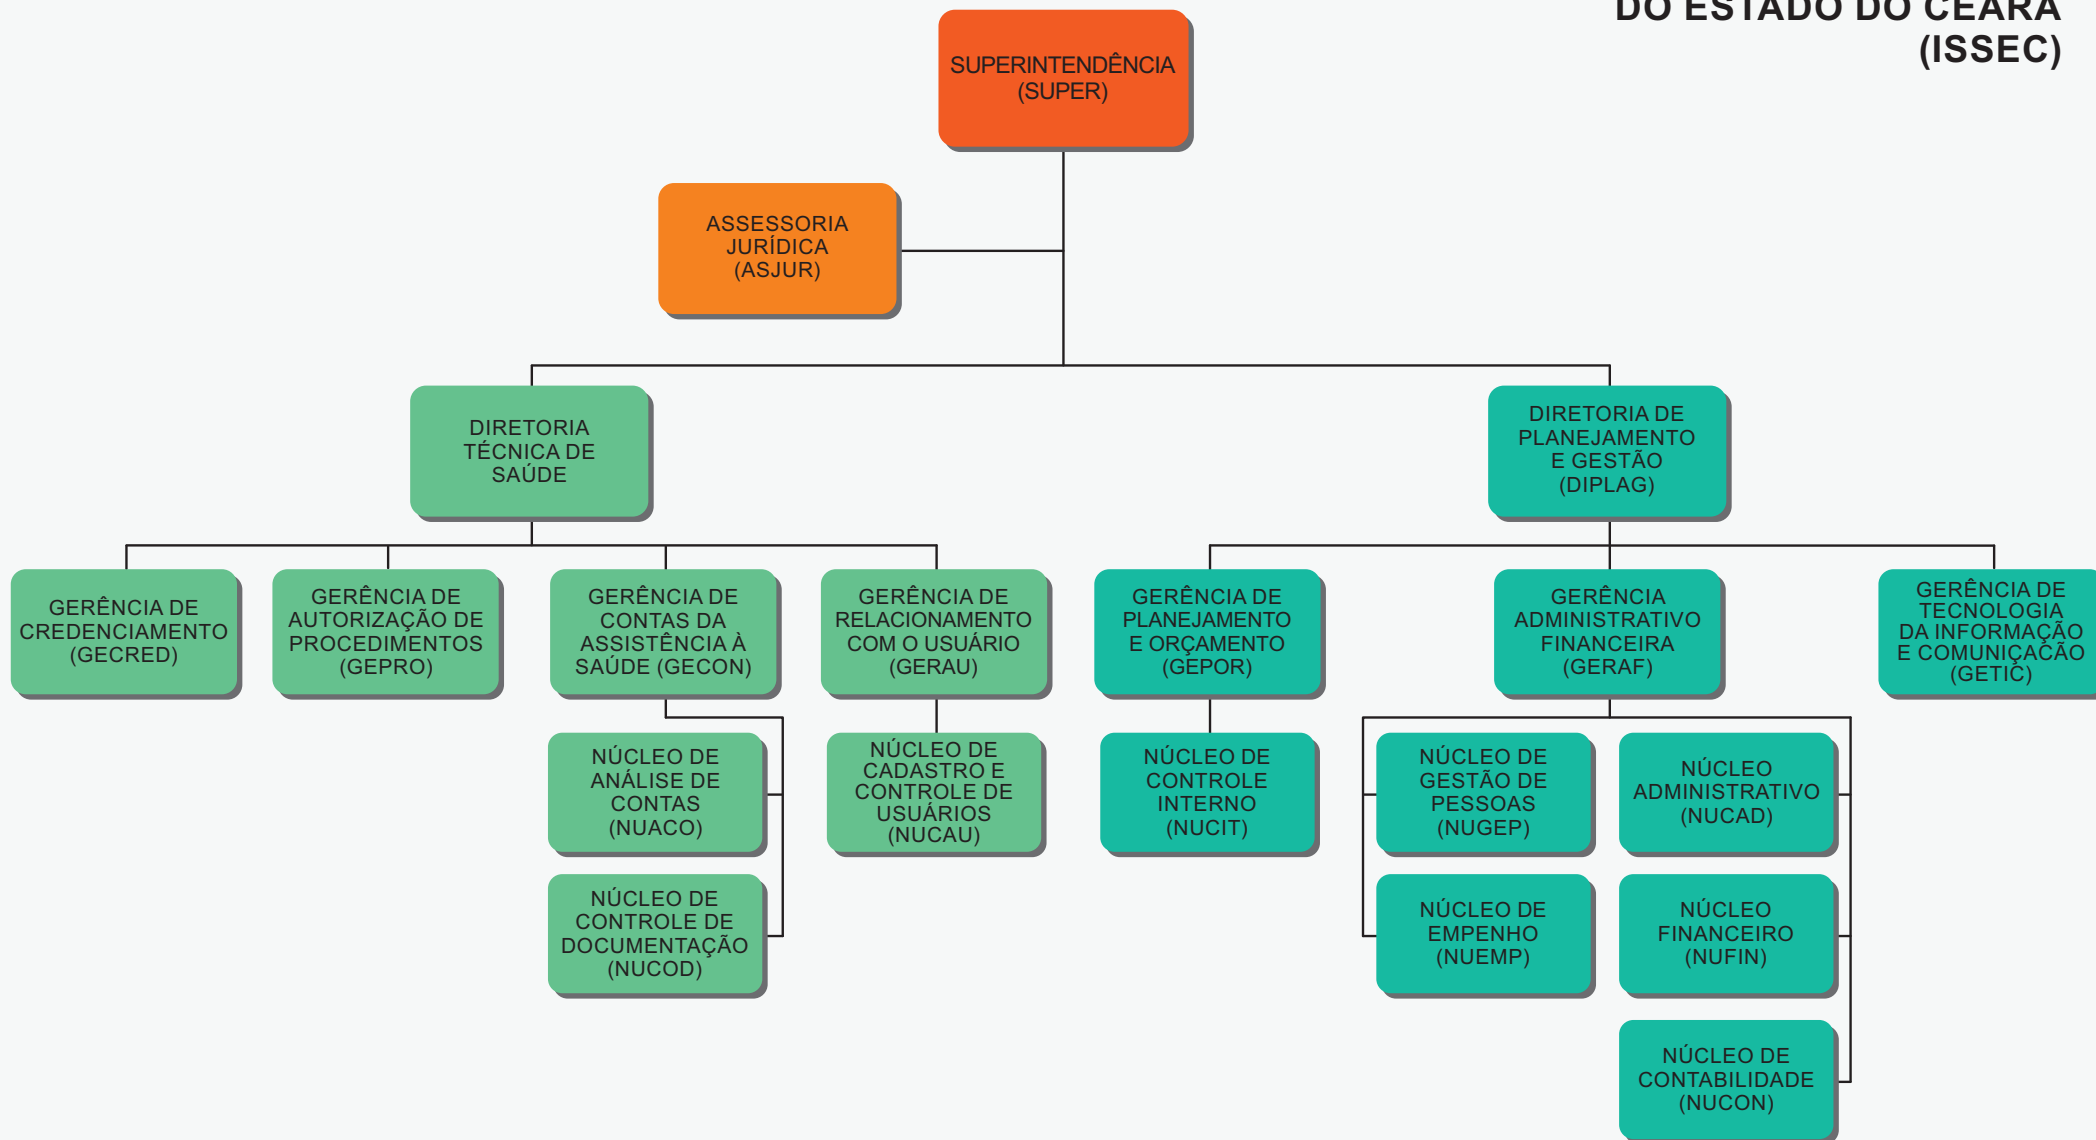 DO ESTADO DO CEARÁ
(ISSEC)
SUPERINTENDÊNCIA
(SUPER)
ASSESSORIA
JURÍDICA
(ASJUR)
DIRETORIA
TÉCNICA DE
SAÚDE
DIRETORIA DE
PLANEJAMENTO
E GESTÃO
(DIPLAG)
GERÊNCIA DE
CREDENCIAMENTO
(GECRED)
GERÊNCIA DE
AUTORIZAÇÃO DE
PROCEDIMENTOS
(GEPRO)
GERÊNCIA DE
CONTAS DA
ASSISTÊNCIA À
SAÚDE (GECON)
GERÊNCIA DE
RELACIONAMENTO
COM O USUÁRIO
(GERAU)
GERÊNCIA DE
PLANEJAMENTO
E ORÇAMENTO
(GEPOR)
GERÊNCIA
ADMINISTRATIVO
FINANCEIRA
(GERAF)
GERÊNCIA DE
TECNOLOGIA
DA INFORMAÇÃO
E COMUNIÇAÇÃO
(GETIC)
NÚCLEO DE
ANÁLISE DE
CONTAS
(NUACO)
NÚCLEO DE
CADASTRO E
CONTROLE DE
USUÁRIOS
(NUCAU)
NÚCLEO DE
CONTROLE
INTERNO
(NUCIT)
NÚCLEO DE
GESTÃO DE
PESSOAS
(NUGEP)
NÚCLEO
ADMINISTRATIVO
(NUCAD)
NÚCLEO DE
CONTROLE DE
DOCUMENTAÇÃO
(NUCOD)
NÚCLEO DE
EMPENHO
(NUEMP)
NÚCLEO
FINANCEIRO
(NUFIN)
NÚCLEO DE
CONTABILIDADE
(NUCON)